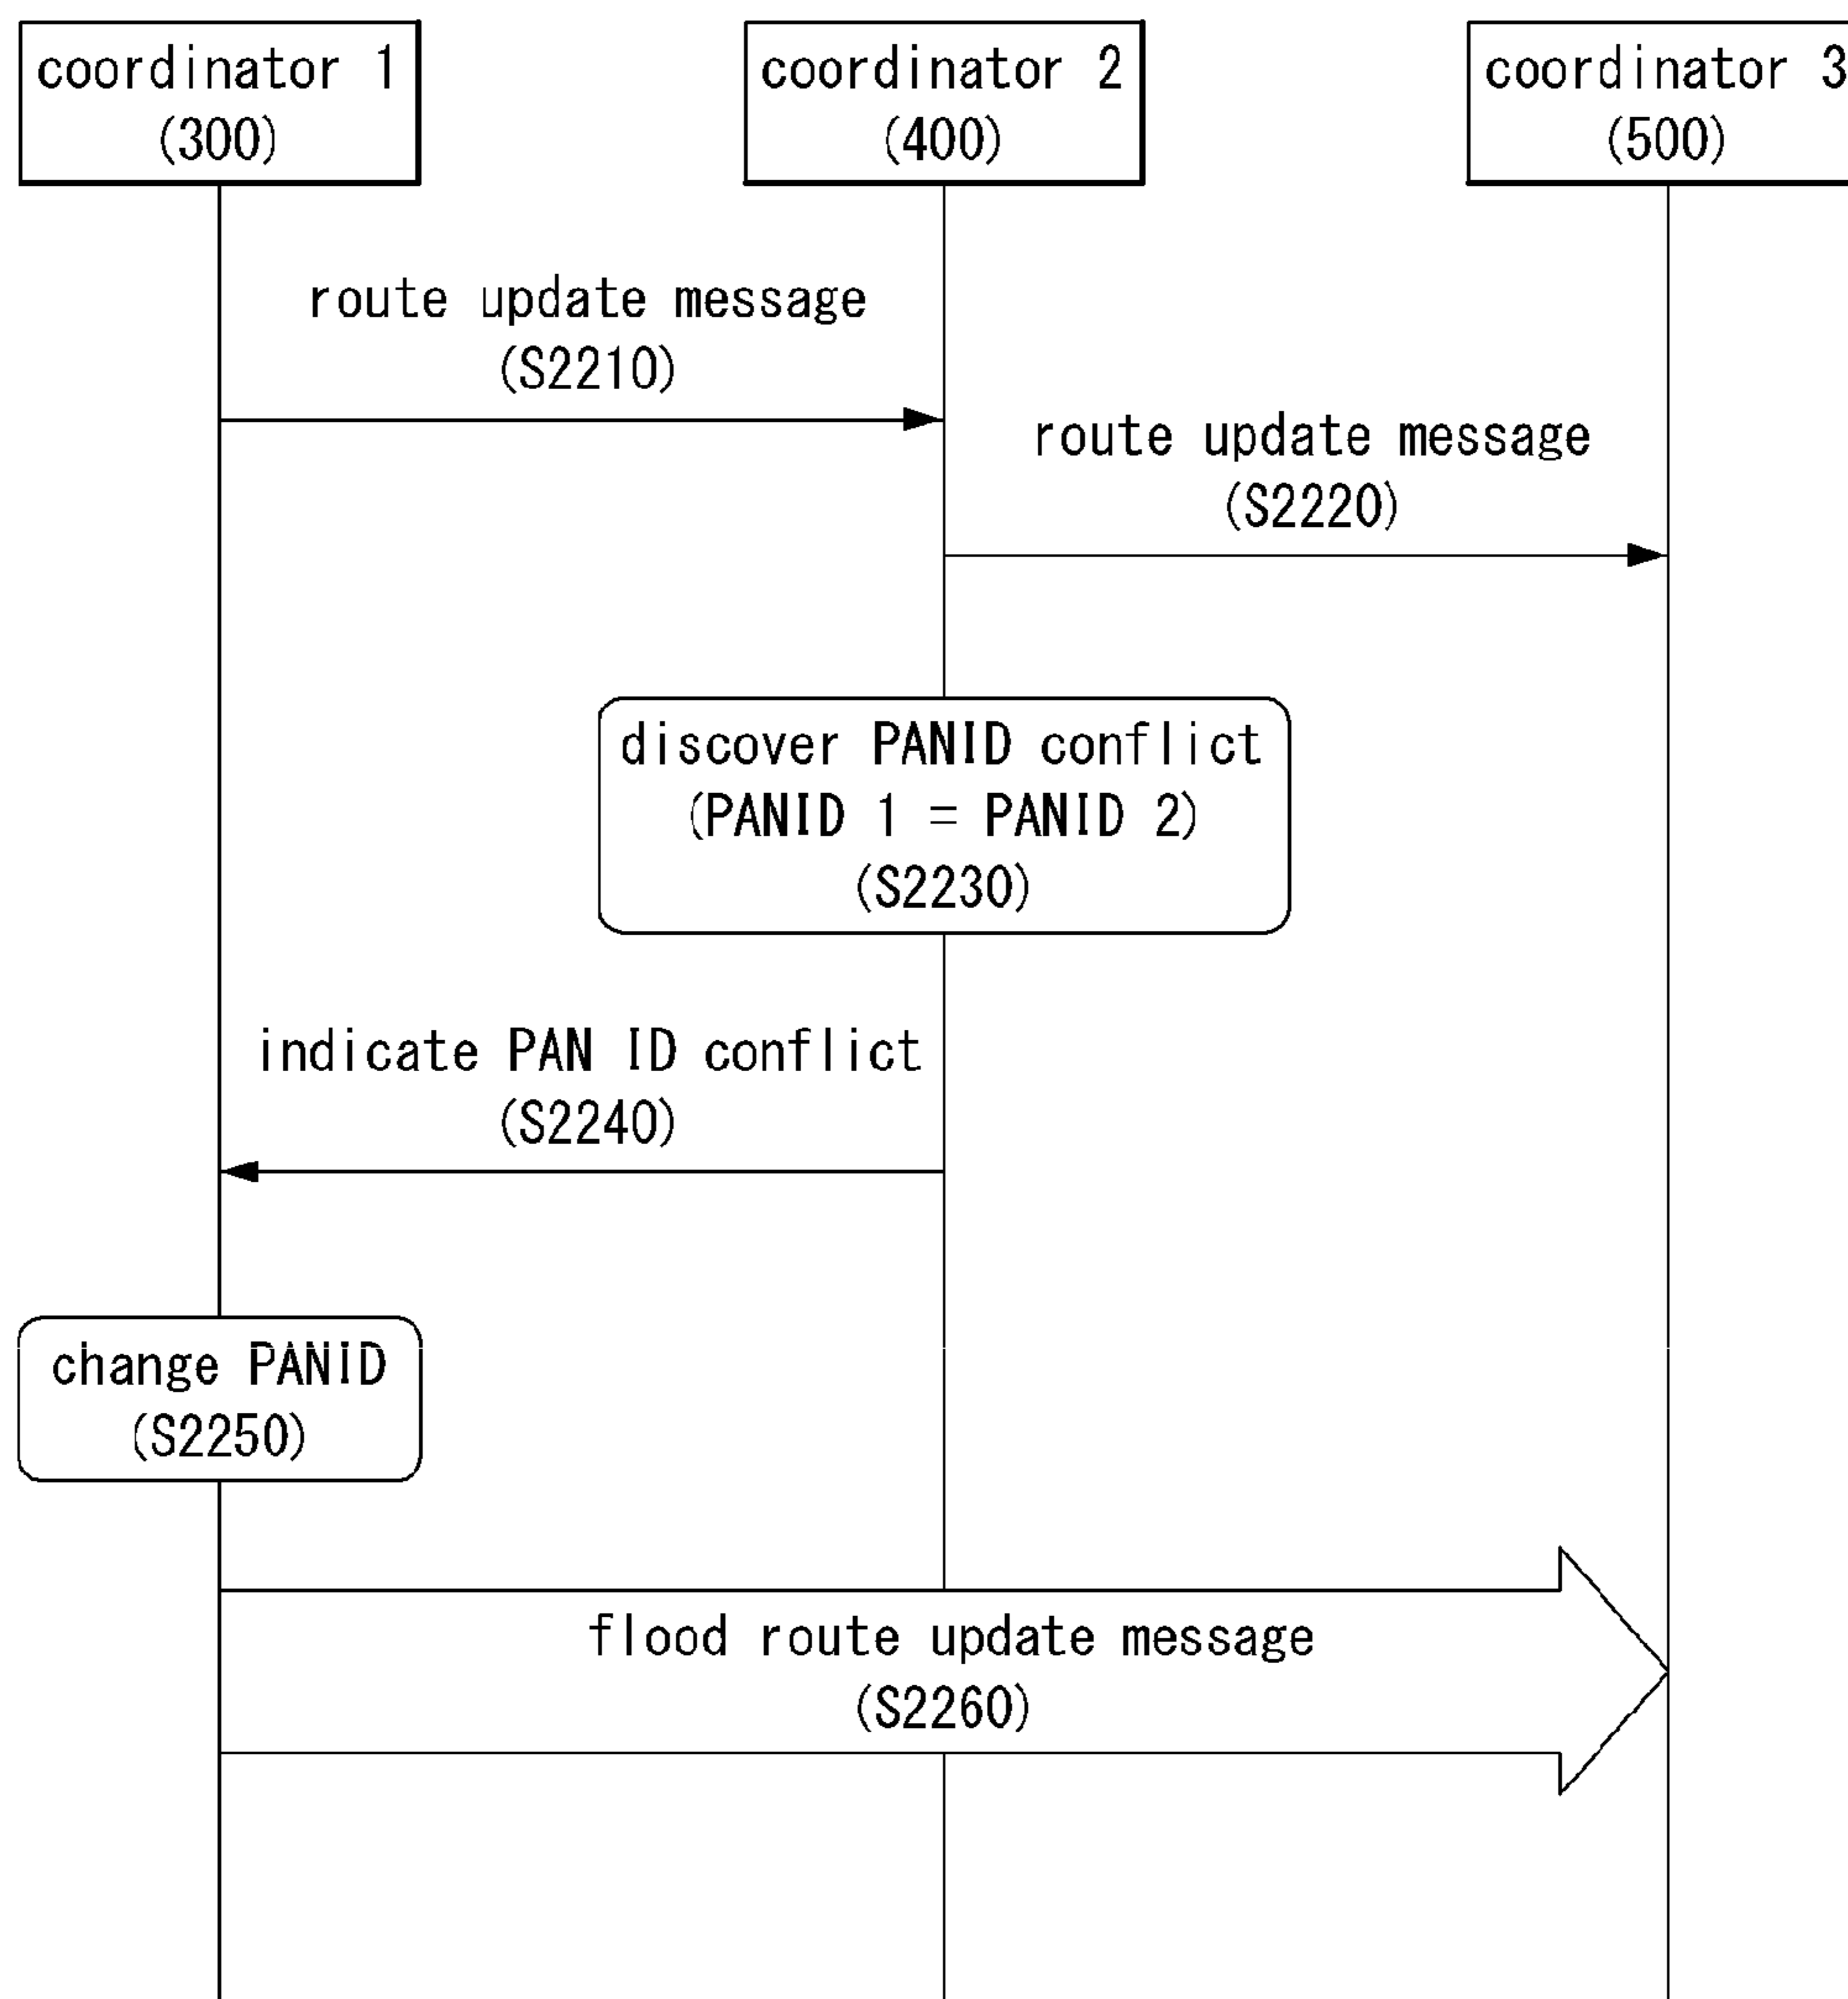 coordinator 1
(300)
coordinator 2
(400)
coordinator 3
(500)
route update message
(S2210)
route update message
(S2220)
discover PANID conflict
(PANID 1 = PANID 2)
(S2230)
indicate PAN ID conflict
(S2240)
change PANID
(S2250)
flood route update message
(S2260)